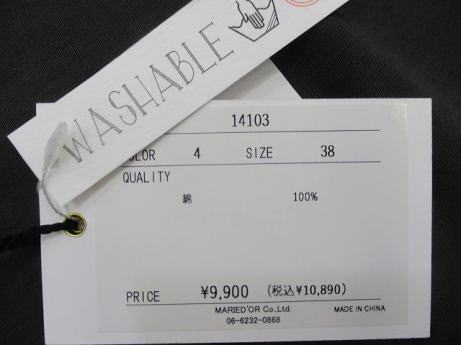 WASHABLE
14103
COLOR 4 SIZE 38
QUALITY
綿 100%
PRICE ¥9,900 (税込¥10,890)
MARIED'OR Co.,Ltd. MADE IN CHINA
06-6232-0868